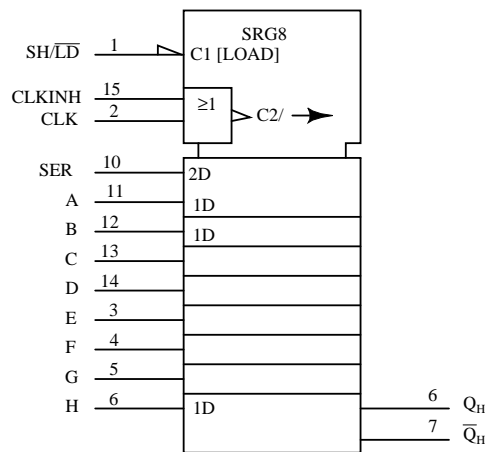 SRG8
SH/L̅D̅ 1 C1 [LOAD]
CLKINH 15 ≥1
CLK 2 C2/
SER 10 2D
A 11 1D
B 12 1D
C 13
D 14
E 3
F 4
G 5
H 6 1D 6 Q_H
7 Q̅_H